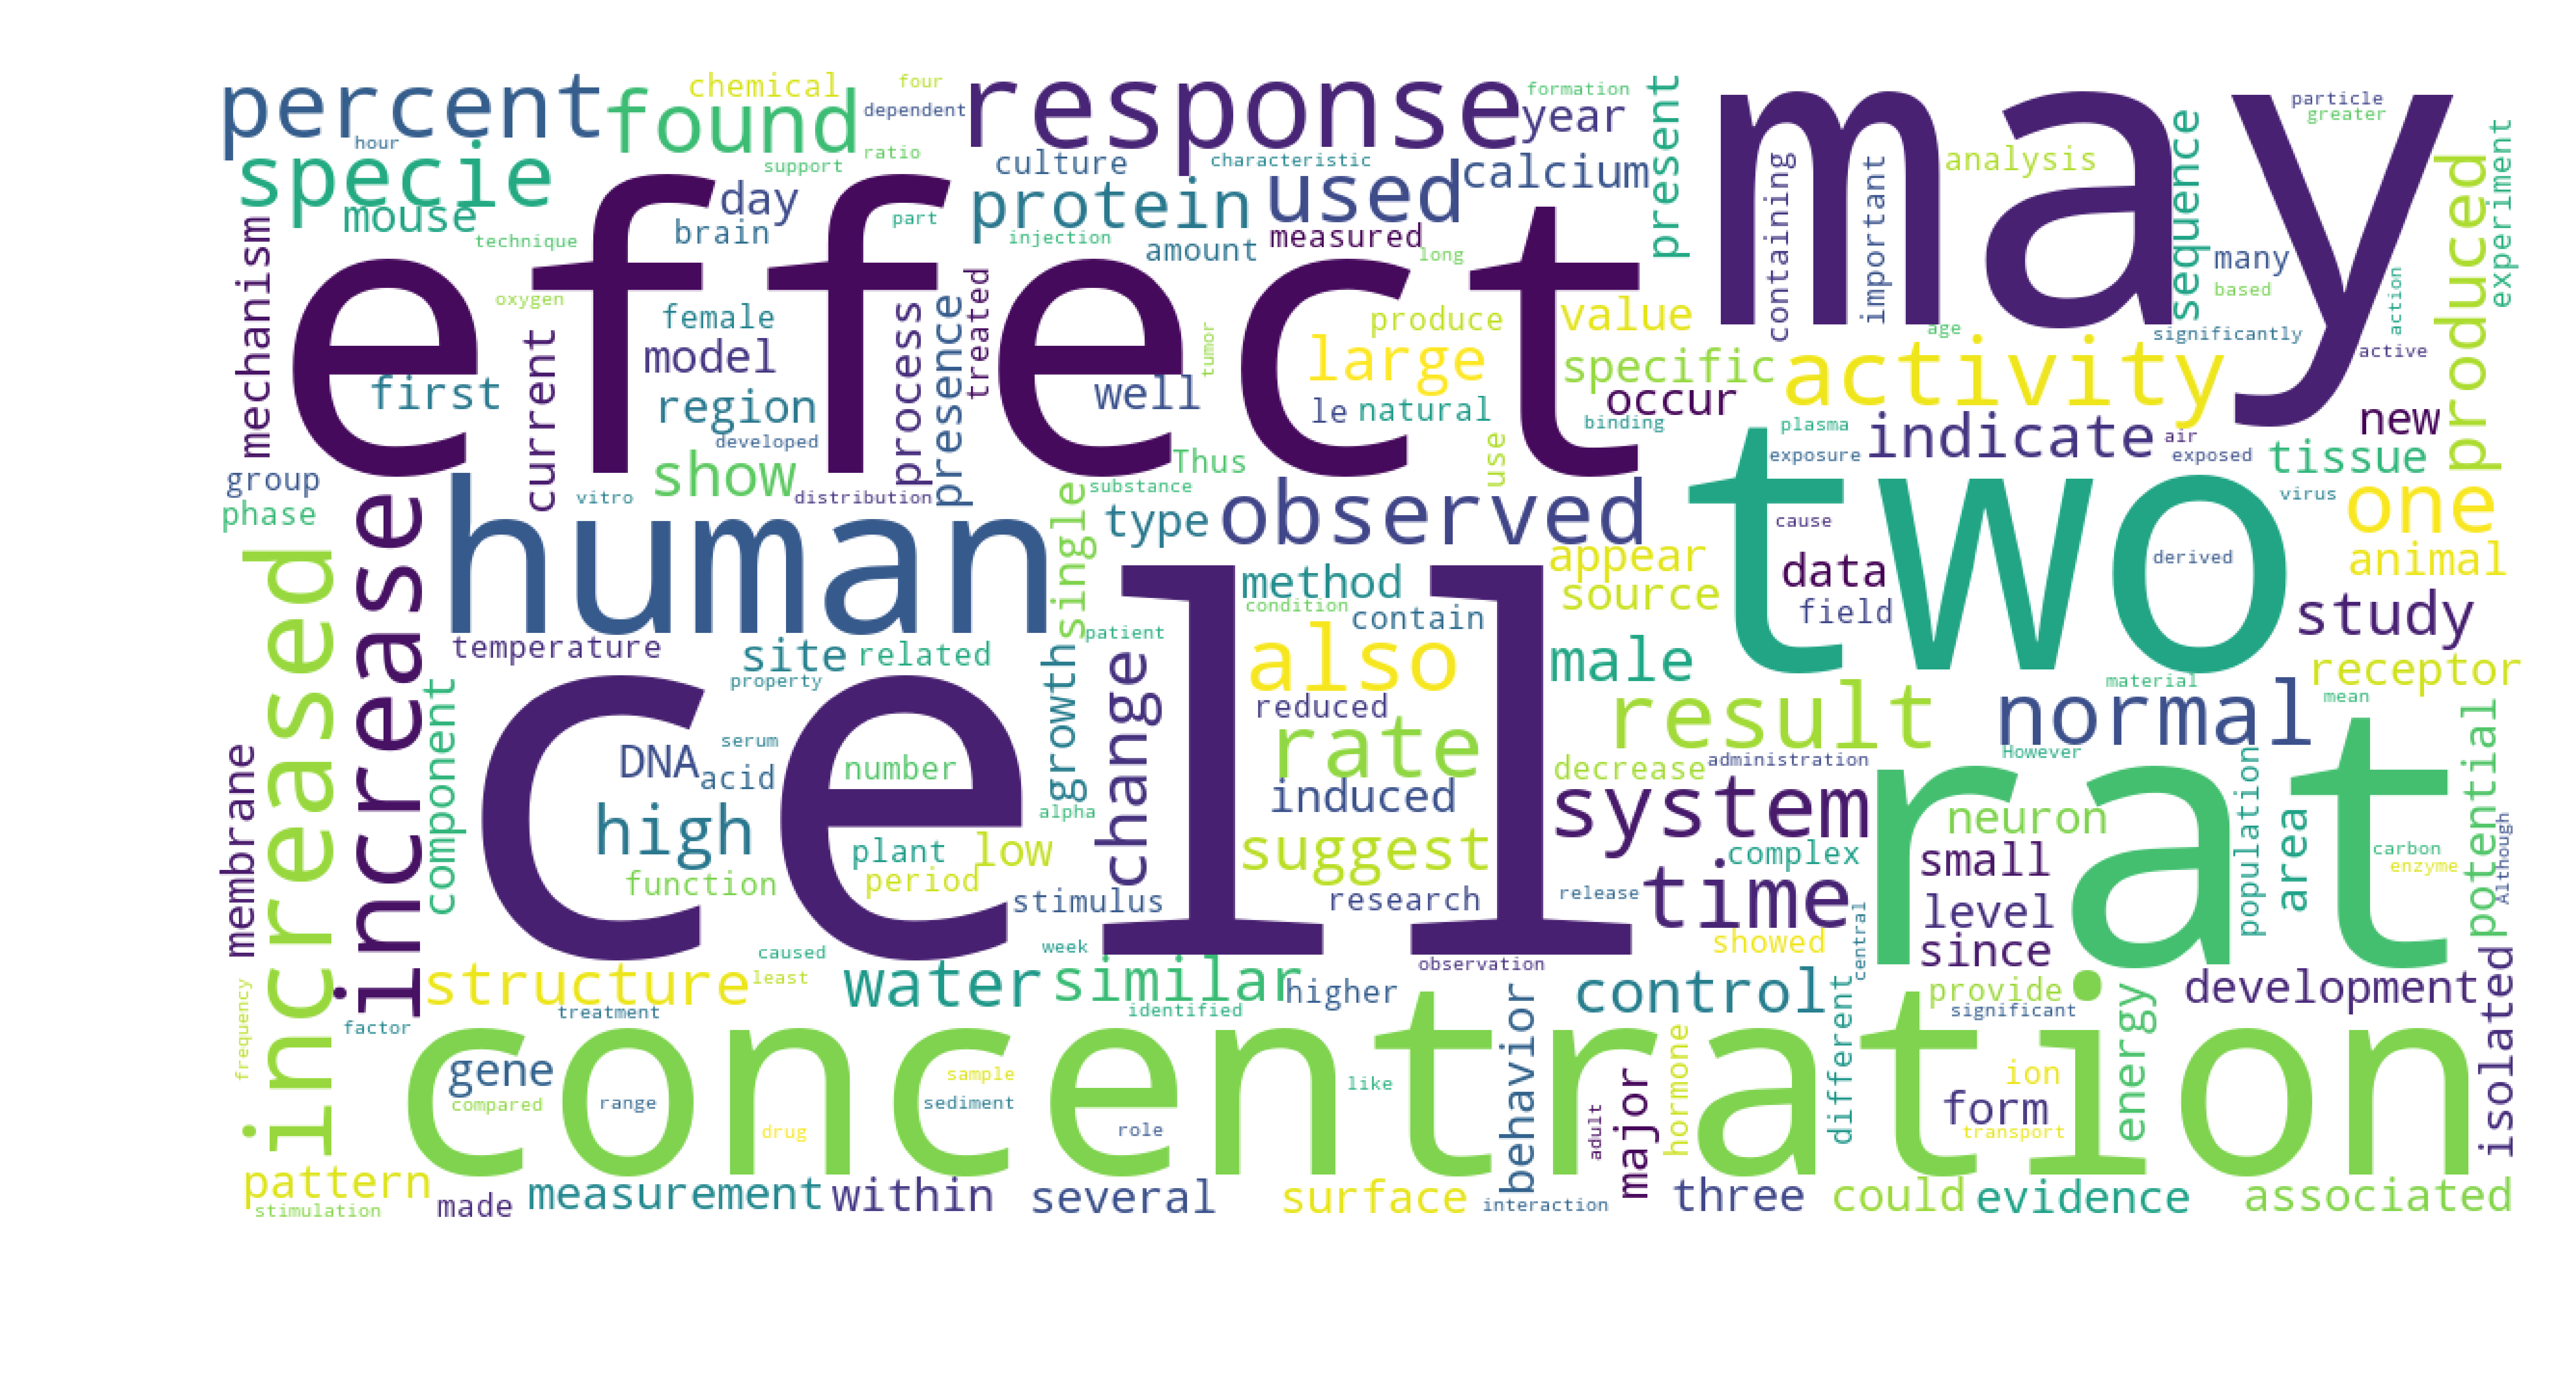 percent
found
chemical
four
dependent
response
formation
year
present
may
particle
greater
hour
specie
mouse
support
ratio
culture
characteristic
calcium
protein
used
containing
important
analysis
sequence
produced
experiment
mechanism
technique
day
brain
part
injection
amount
measured
long
many
based
action
effect
oxygen
female
model
process
presence
treated
tumor
produce
value
large
specific
age
significantly
active
activity
first
current
region
developed
well
le
natural
occur
binding
plasma
indicate
air
exposed
exposure
new
tissue
group
phase
show
vitro
distribution
Thus
substance
use
type
observed
two
virus
one
cause
increase
increased
human
single
method
appear
source
data
field
derived
animal
condition
contain
patient
study
temperature
site
related
property
growth
change
also
male
receptor
material
mean
component
reduced
result
normal
However
cell
DNA
acid
serum
number
rate
decrease
administration
potential
membrane
high
alpha
induced
system
rat
neuron
population
area
plant
low
suggest
complex
small
carbon
enzyme
Although
function
period
stimulus
research
release
time
level
central
since
showed
caused
week
observation
structure
least
water
similar
higher
control
provide
significant
energy
development
isolated
frequency
factor
treatment
identified
behavior
different
concentration
gene
compared
range
sample
sediment
drug
role
like
hormone
adult
major
ion
form
transport
pattern
stimulation
made
measurement
within
several
surface
interaction
three
could
evidence
associated